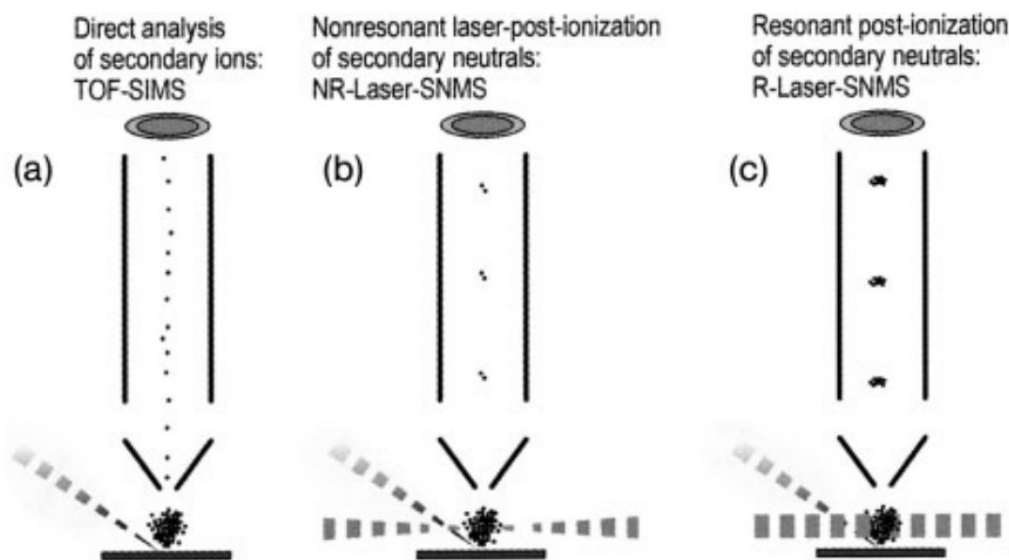 Direct analysis
of secondary ions:
TOF-SIMS
Nonresonant laser-post-ionization
of secondary neutrals:
NR-Laser-SNMS
Resonant post-ionization
of secondary neutrals:
R-Laser-SNMS
(a)
(b)
(c)